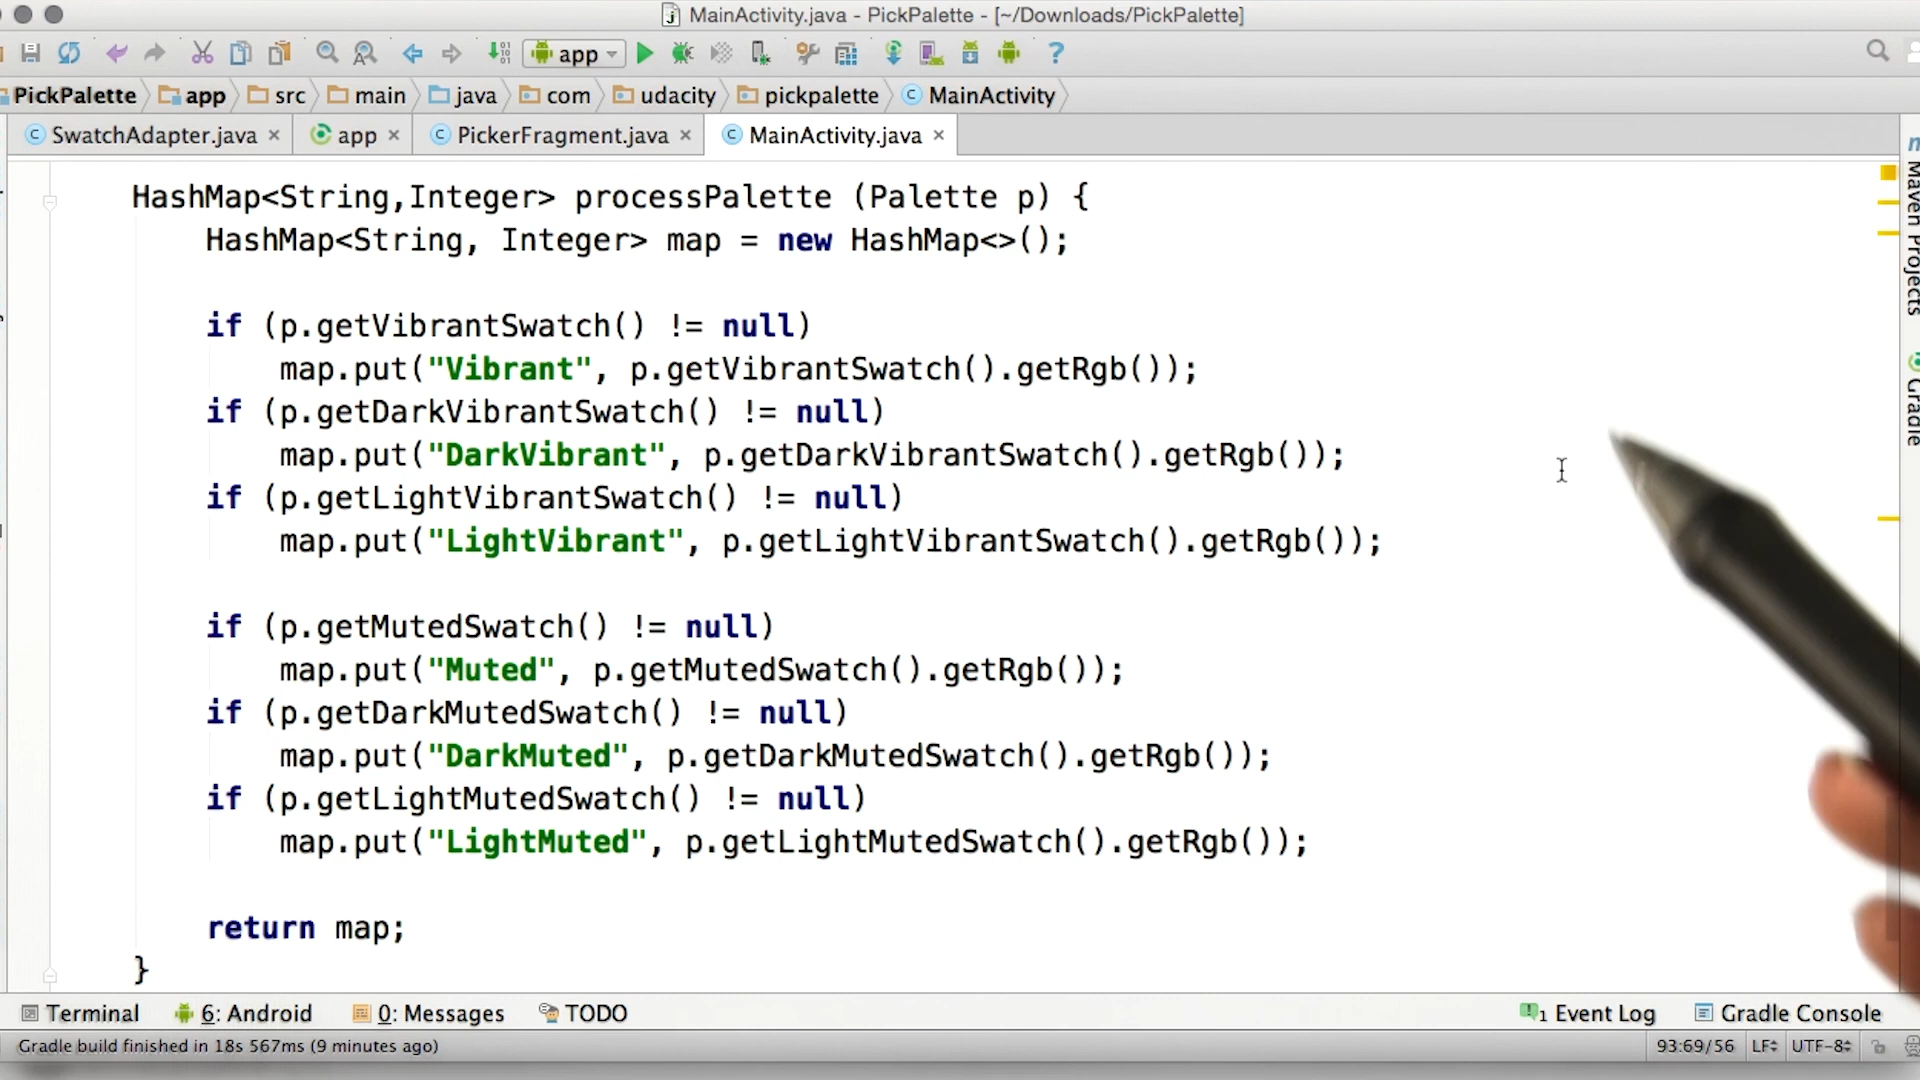 MainActivity.java - PickPalette - [~/Downloads/PickPalette]
app
PickPalette app src main java com udacity pickpalette MainActivity
SwatchAdapter.java app PickerFragment.java MainActivity.java
HashMap<String,Integer> processPalette (Palette p) {
HashMap<String, Integer> map = new HashMap<>();
if (p.getVibrantSwatch() != null)
map.put("Vibrant", p.getVibrantSwatch().getRgb());
if (p.getDarkVibrantSwatch() != null)
map.put("DarkVibrant", p.getDarkVibrantSwatch().getRgb());
if (p.getLightVibrantSwatch() != null)
map.put("LightVibrant", p.getLightVibrantSwatch().getRgb());
if (p.getMutedSwatch() != null)
map.put("Muted", p.getMutedSwatch().getRgb());
if (p.getDarkMutedSwatch() != null)
map.put("DarkMuted", p.getDarkMutedSwatch().getRgb());
if (p.getLightMutedSwatch() != null)
map.put("LightMuted", p.getLightMutedSwatch().getRgb());
return map;
}
Maven Projects
Gradle
Terminal 6: Android 0: Messages TODO 1 Event Log Gradle Console
Gradle build finished in 18s 567ms (9 minutes ago) 93:69/56 LF UTF-8